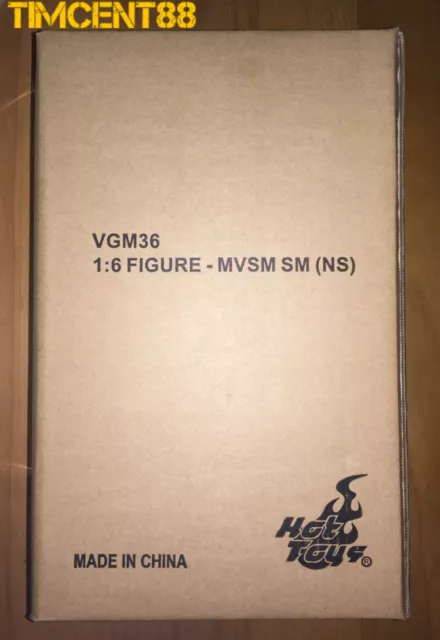 TIMCENT88
VGM36
1:6 FIGURE - MVSM SM (NS)
Hot
Toys®
MADE IN CHINA